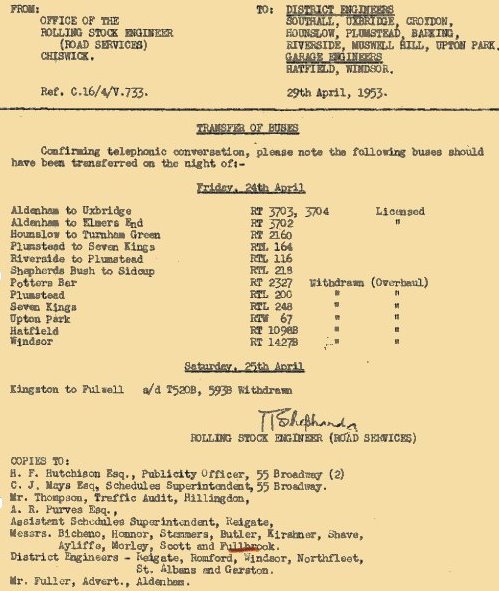 FROM:
OFFICE OF THE
ROLLING STOCK ENGINEER
(ROAD SERVICES)
CHISWICK.
Ref. C.16/4/V.733.
TO: DISTRICT ENGINEERS
SOUTHALL, UXBRIDGE, CROYDON,
HOUNSLOW, PLUMSTEAD, BARKING,
RIVERSIDE, MUSWELL HILL, UPTON PARK.
GARAGE ENGINEERS
HATFIELD, WINDSOR.
29th April, 1953.
TRANSFER OF BUSES
Confirming telephonic conversation, please note the following buses should
have been transferred on the night of:-
Friday, 24th April
Aldenham to Uxbridge RT 3703, 3704 Licensed
Aldenham to Elmers End RT 3702 "
Hounslow to Turnham Green RT 2160
Plumstead to Seven Kings RTL 164
Riverside to Plumstead RTL 116
Shepherds Bush to Sidcup RTL 218
Potters Bar RT 2327 Withdrawn (Overhaul)
Plumstead RTL 200 " "
Seven Kings RTL 248 " "
Upton Park RTW 67 " "
Hatfield RT 1098B " "
Windsor RT 1427B " "
Saturday, 25th April
Kingston to Fulwell s/d T520B, 593B Withdrawn
ROLLING STOCK ENGINEER (ROAD SERVICES)
COPIES TO:
H. F. Hutchison Esq., Publicity Officer, 55 Broadway (2)
C. J. Mays Esq, Schedules Superintendent, 55 Broadway.
Mr. Thompson, Traffic Audit, Hillingdon,
A. R. Purves Esq.,
Assistant Schedules Superintendent, Reigate,
Messrs. Bicheno, Honnor, Stemmers, Butler, Kirshner, Shave,
Ayliffs, Morley, Scott and Fullbrook.
District Engineers - Reigate, Romford, Windsor, Northfleet,
St. Albans and Garston.
Mr. Fuller, Advert., Aldenham.